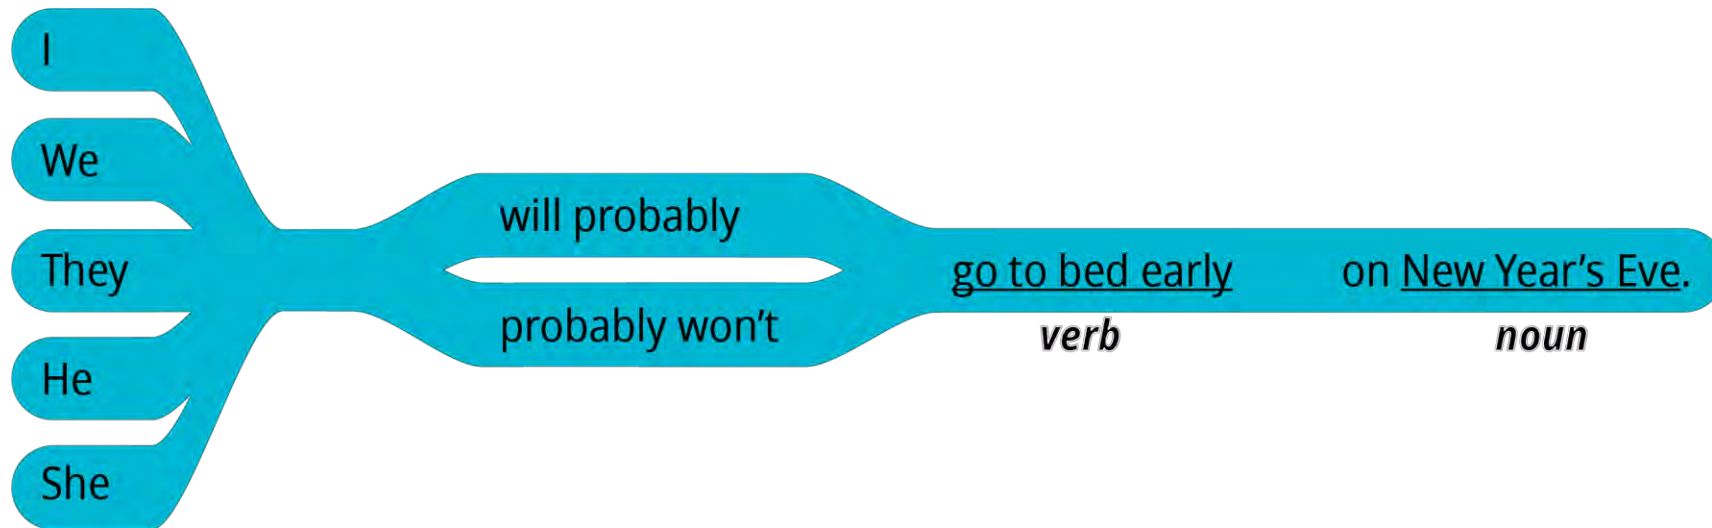 I
We
They
He
She
will probably
probably won't
go to bed early on New Year's Eve.
verb noun